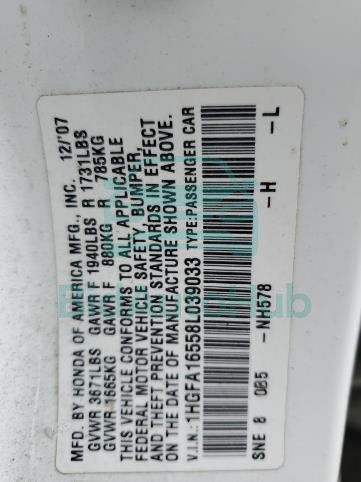 MFD. BY HONDA OF AMERICA MFG., INC. 12/'07
GVWR 3671LBS GAWR F 1940LBS R 1731LBS
GVWR 1665KG GAWR F 880KG R 785KG
THIS VEHICLE CONFORMS TO ALL APPLICABLE
FEDERAL MOTOR VEHICLE SAFETY, BUMPER,
AND THEFT PREVENTION STANDARDS IN EFFECT
ON THE DATE OF MANUFACTURE SHOWN ABOVE.
V.I.N.: 1HGFA16558L039033 TYPE:PASSENGER CAR
SNE 8 0B5 -NH578 -H -L